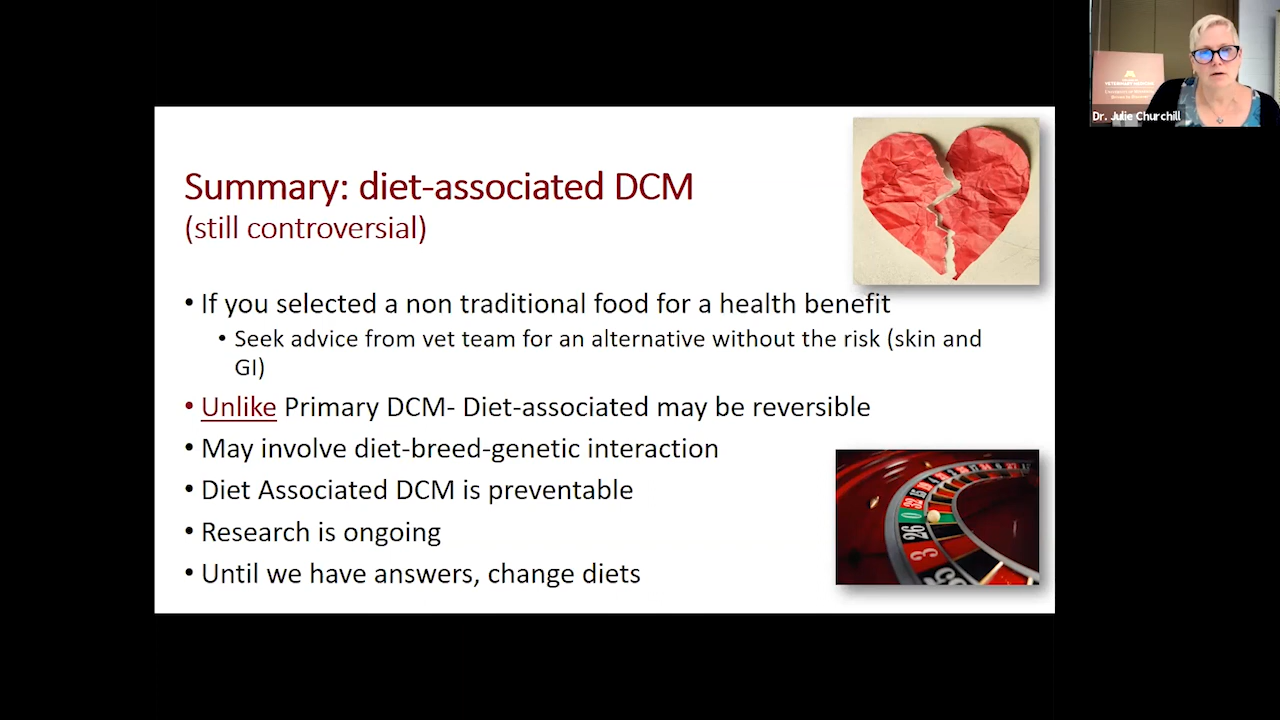 Summary: diet-associated DCM
(still controversial)
• If you selected a non traditional food for a health benefit
• Seek advice from vet team for an alternative without the risk (skin and
GI)
• Unlike Primary DCM- Diet-associated may be reversible
• May involve diet-breed-genetic interaction
• Diet Associated DCM is preventable
• Research is ongoing
• Until we have answers, change diets
Dr. Julie Churchill
0
26
3